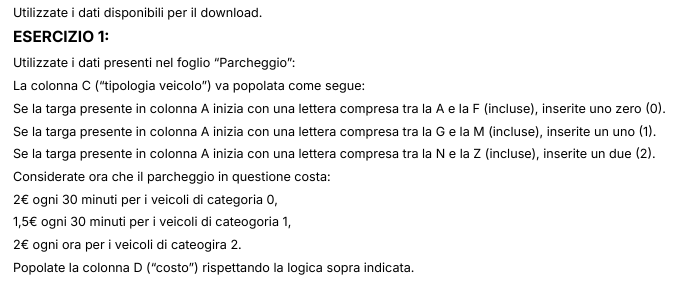 Utilizzate i dati disponibili per il download.
ESERCIZIO 1:
Utilizzate i dati presenti nel foglio “Parcheggio”:
La colonna C (“tipologia veicolo”) va popolata come segue:
Se la targa presente in colonna A inizia con una lettera compresa tra la A e la F (incluse), inserite uno zero (0).
Se la targa presente in colonna A inizia con una lettera compresa tra la G e la M (incluse), inserite un uno (1).
Se la targa presente in colonna A inizia con una lettera compresa tra la N e la Z (incluse), inserite un due (2).
Considerate ora che il parcheggio in questione costa:
2€ ogni 30 minuti per i veicoli di categoria 0,
1,5€ ogni 30 minuti per i veicoli di cateogoria 1,
2€ ogni ora per i veicoli di cateogira 2.
Popolate la colonna D (“costo”) rispettando la logica sopra indicata.